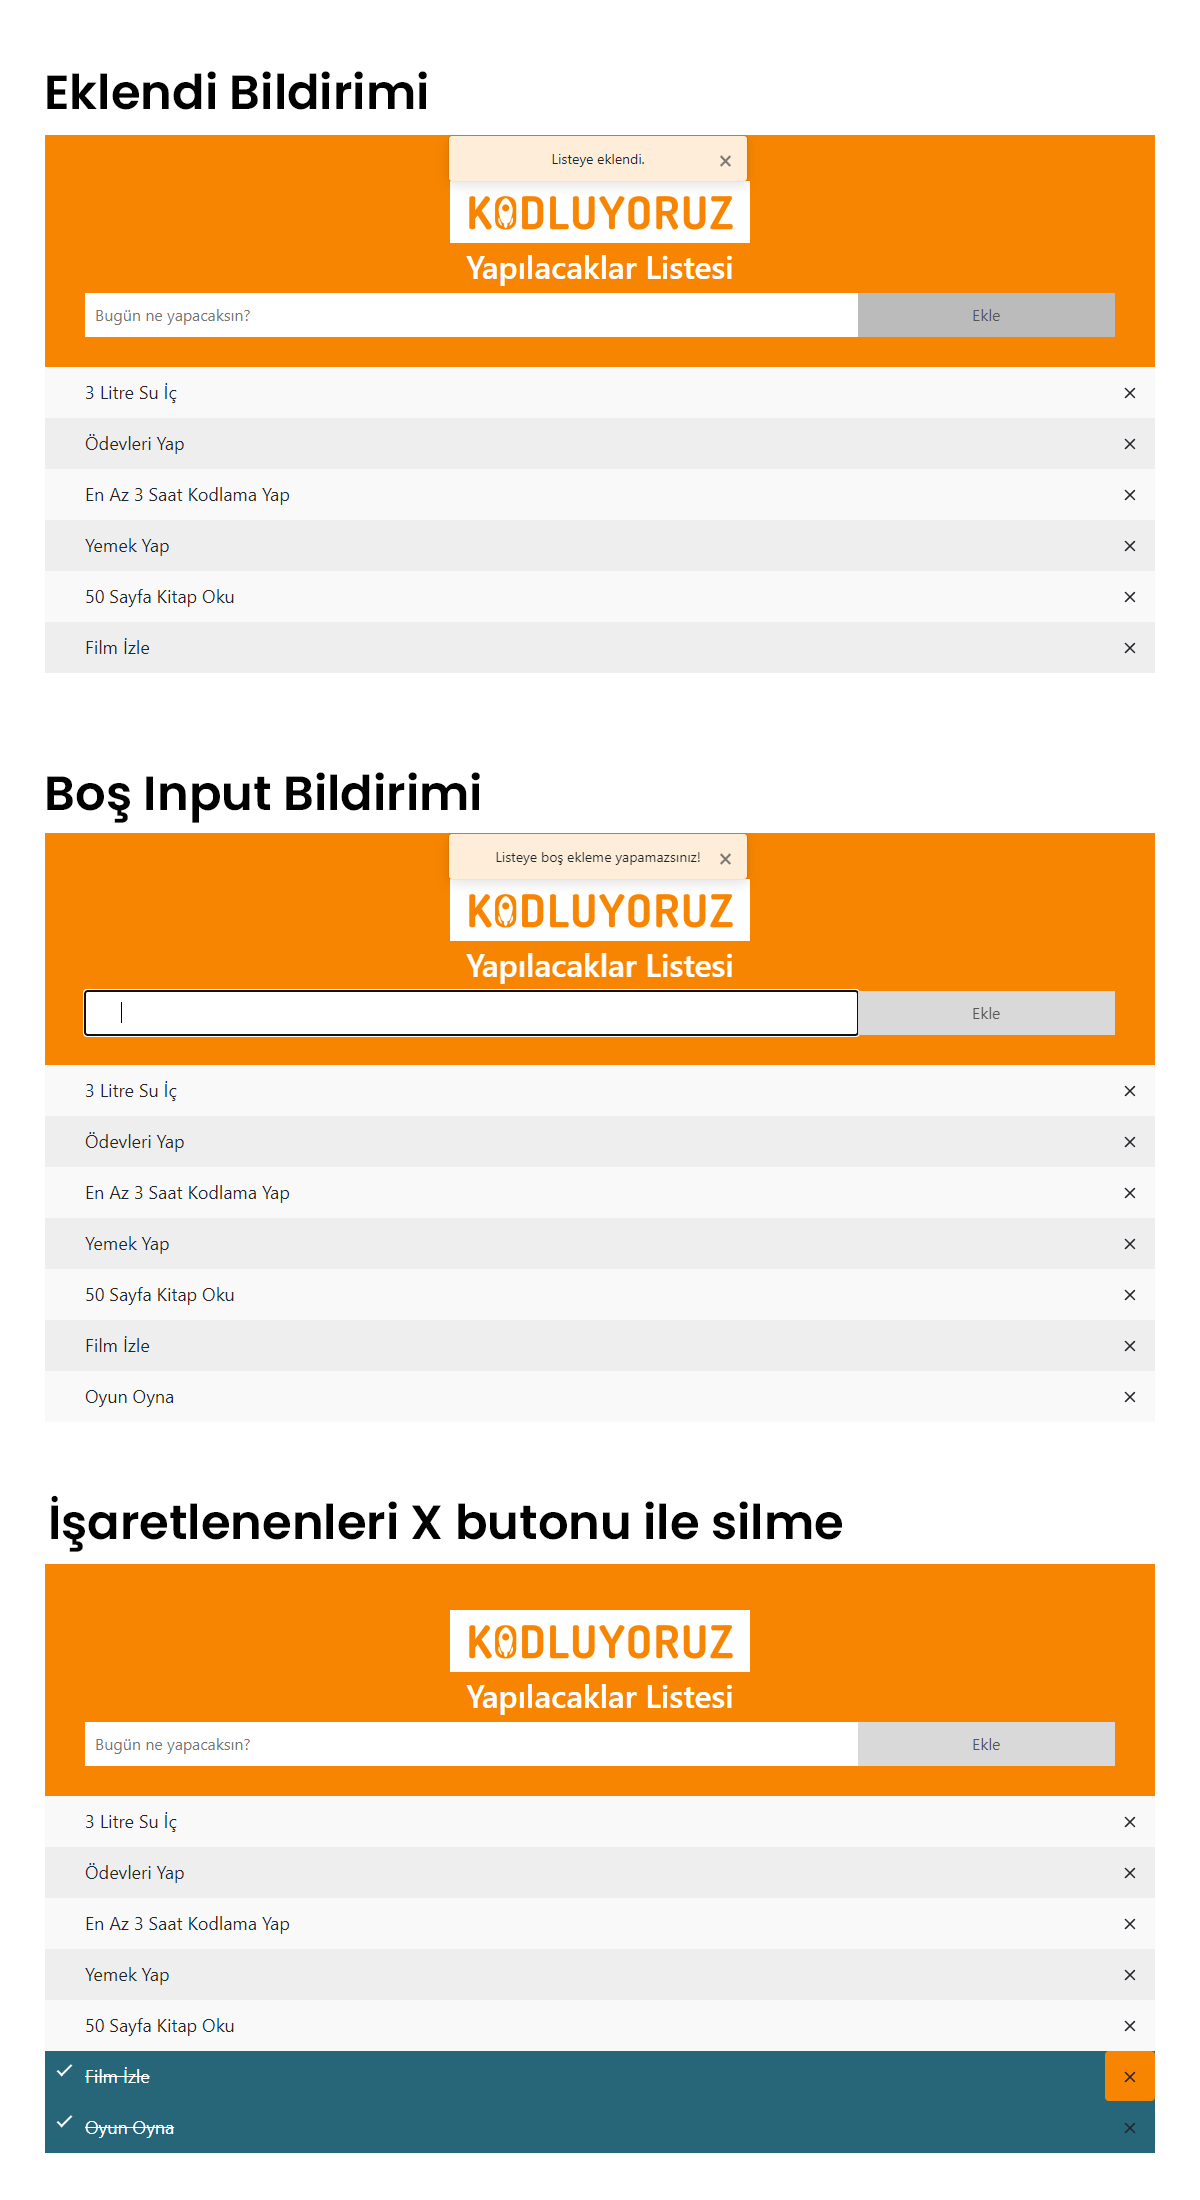 Eklendi Bildirimi
Listeye eklendi. ×
KODLUYORUZ
Yapılacaklar Listesi
Bugün ne yapacaksın? Ekle
3 Litre Su İç ×
Ödevleri Yap ×
En Az 3 Saat Kodlama Yap ×
Yemek Yap ×
50 Sayfa Kitap Oku ×
Film İzle ×
Boş Input Bildirimi
Listeye boş ekleme yapamazsınız! ×
KODLUYORUZ
Yapılacaklar Listesi
Ekle
3 Litre Su İç ×
Ödevleri Yap ×
En Az 3 Saat Kodlama Yap ×
Yemek Yap ×
50 Sayfa Kitap Oku ×
Film İzle ×
Oyun Oyna ×
İşaretlenenleri X butonu ile silme
KODLUYORUZ
Yapılacaklar Listesi
Bugün ne yapacaksın? Ekle
3 Litre Su İç ×
Ödevleri Yap ×
En Az 3 Saat Kodlama Yap ×
Yemek Yap ×
50 Sayfa Kitap Oku ×
Film İzle ×
Oyun Oyna ×